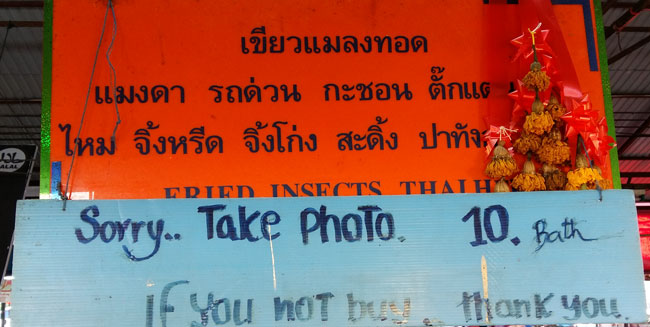 เขียวแมลงทอด
แมงดา รถด่วน กะชอน ตั๊กแต
ไหม จิ้งหรีด จิ้งโก่ง สะดิ้ง ปาทัง
FRIED INSECTS
Sorry.. Take PhoTo. 10. Bath
If You not buy thank you.